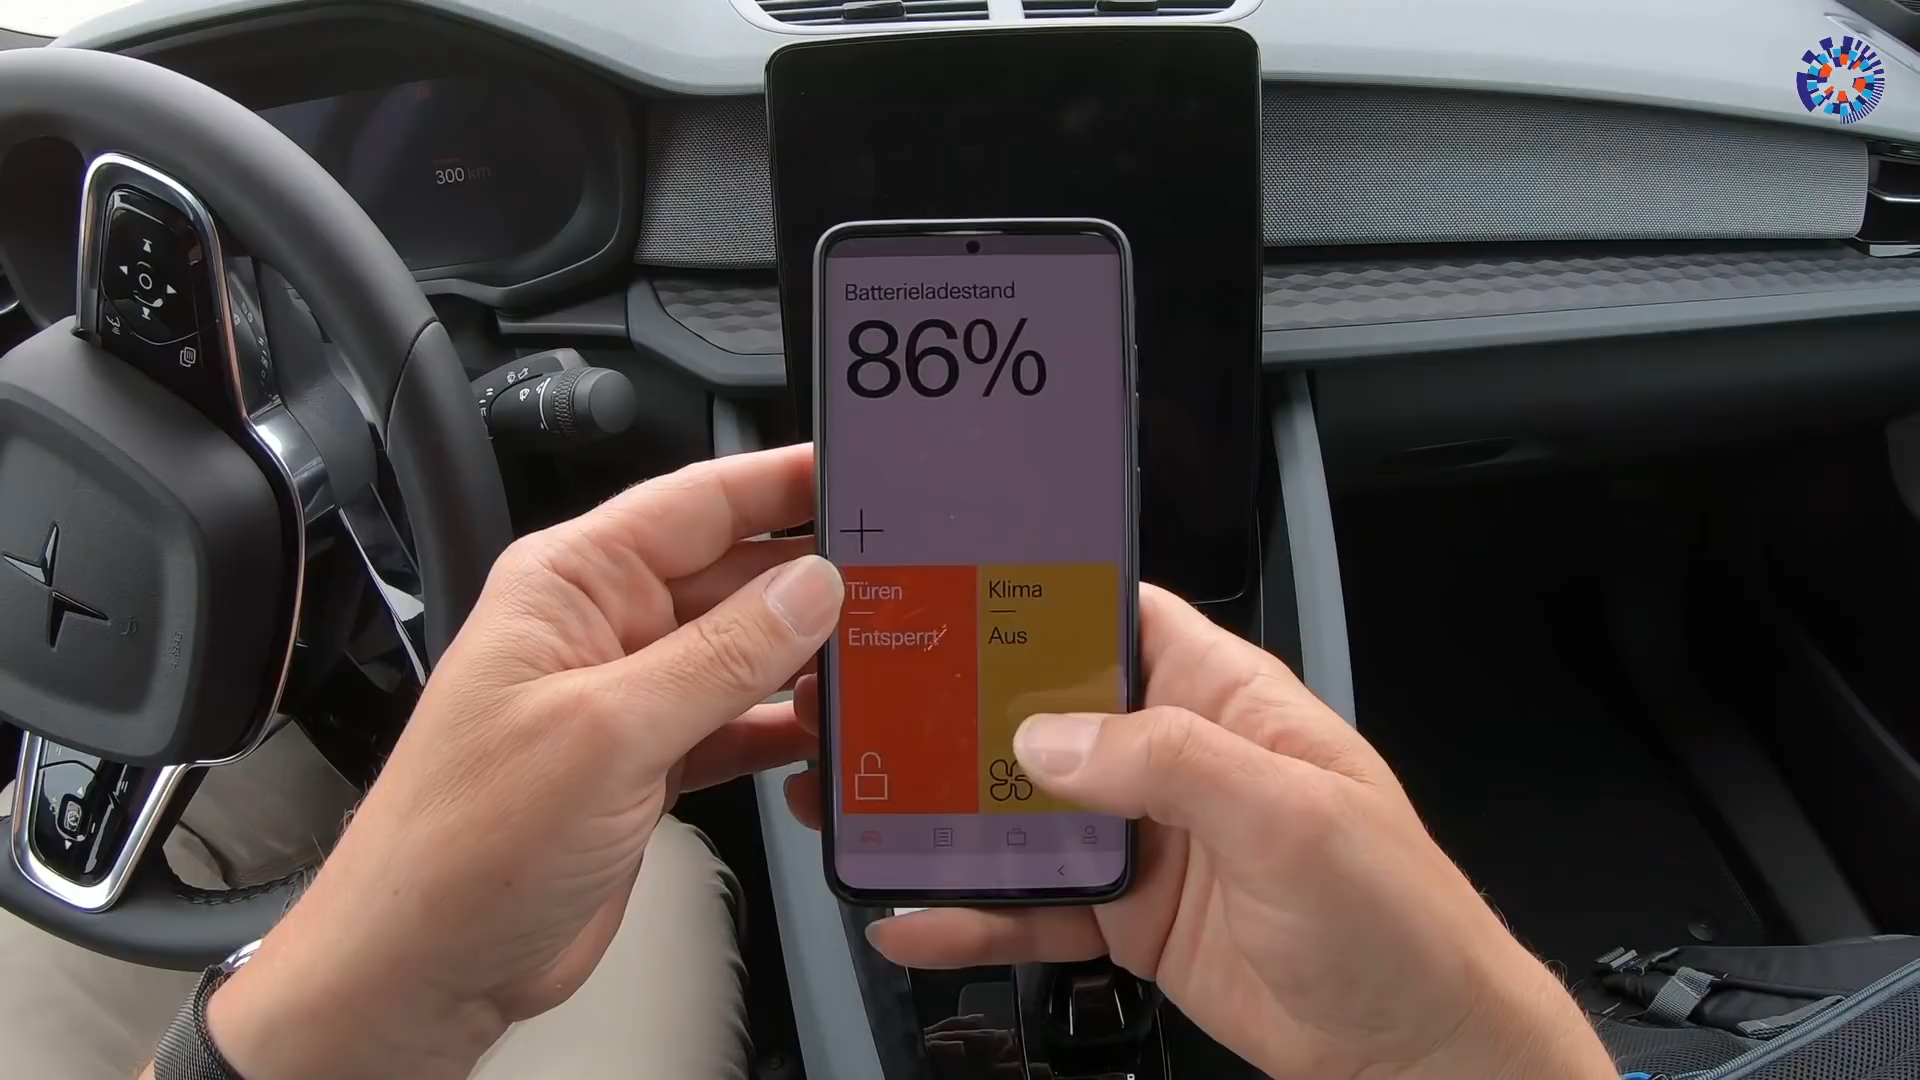 300 km
Batterieladestand
86%
Türen
Entsperrt
Klima
Aus